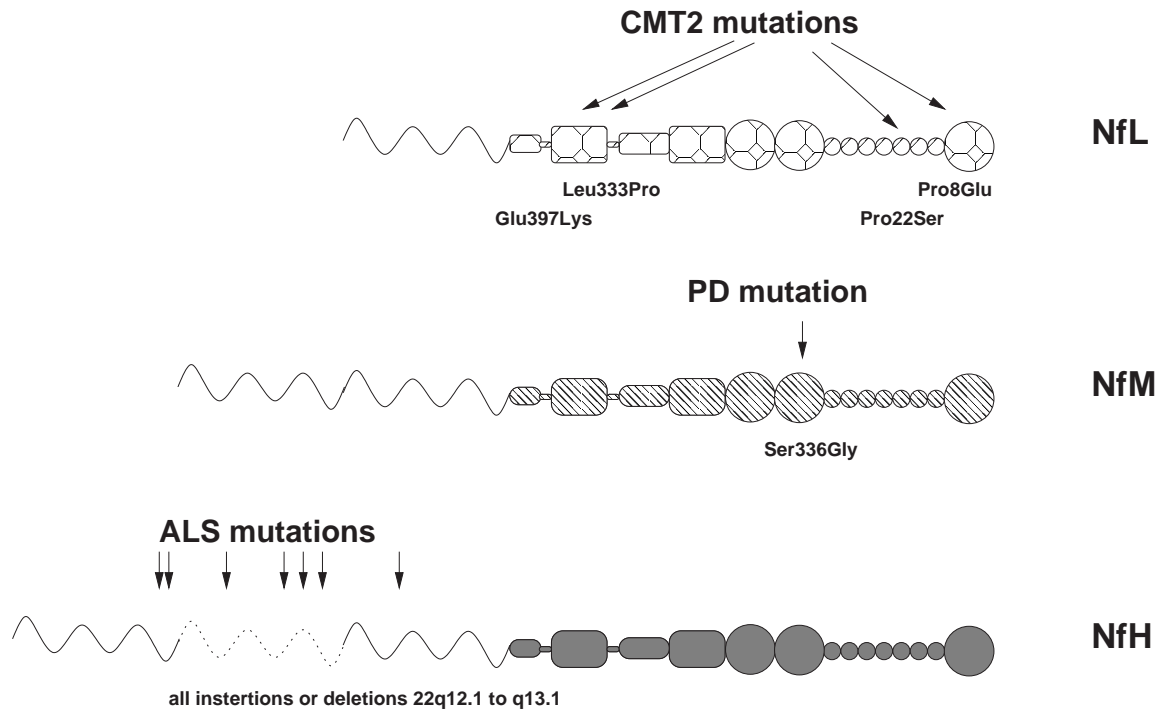 CMT2 mutations
NfL
Leu333Pro
Pro8Glu
Glu397Lys
Pro22Ser
PD mutation
NfM
Ser336Gly
ALS mutations
NfH
all instertions or deletions 22q12.1 to q13.1